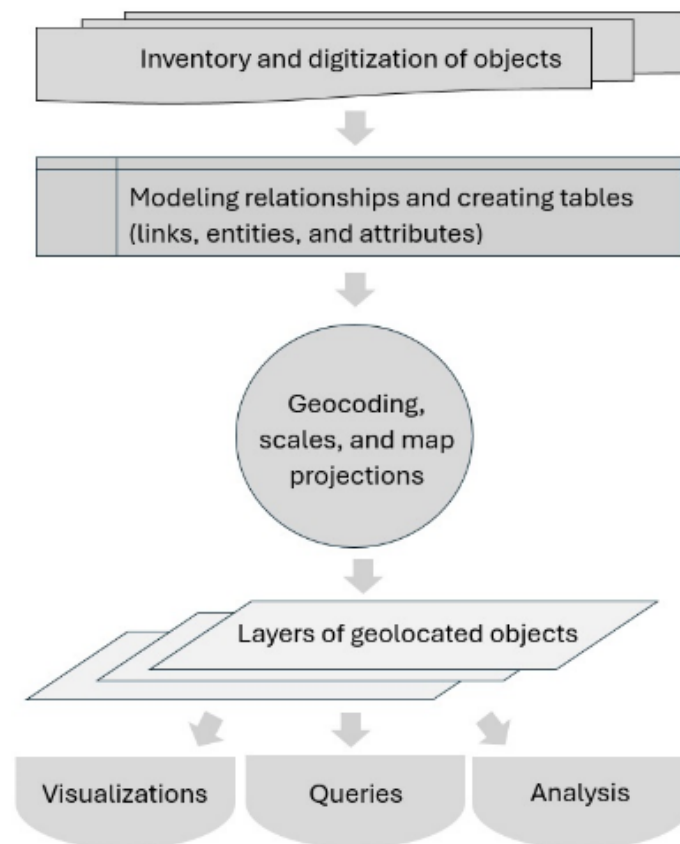 Inventory and digitization of objects
Modeling relationships and creating tables
(links, entities, and attributes)
Geocoding,
scales, and map
projections
Layers of geolocated objects
Visualizations
Queries
Analysis